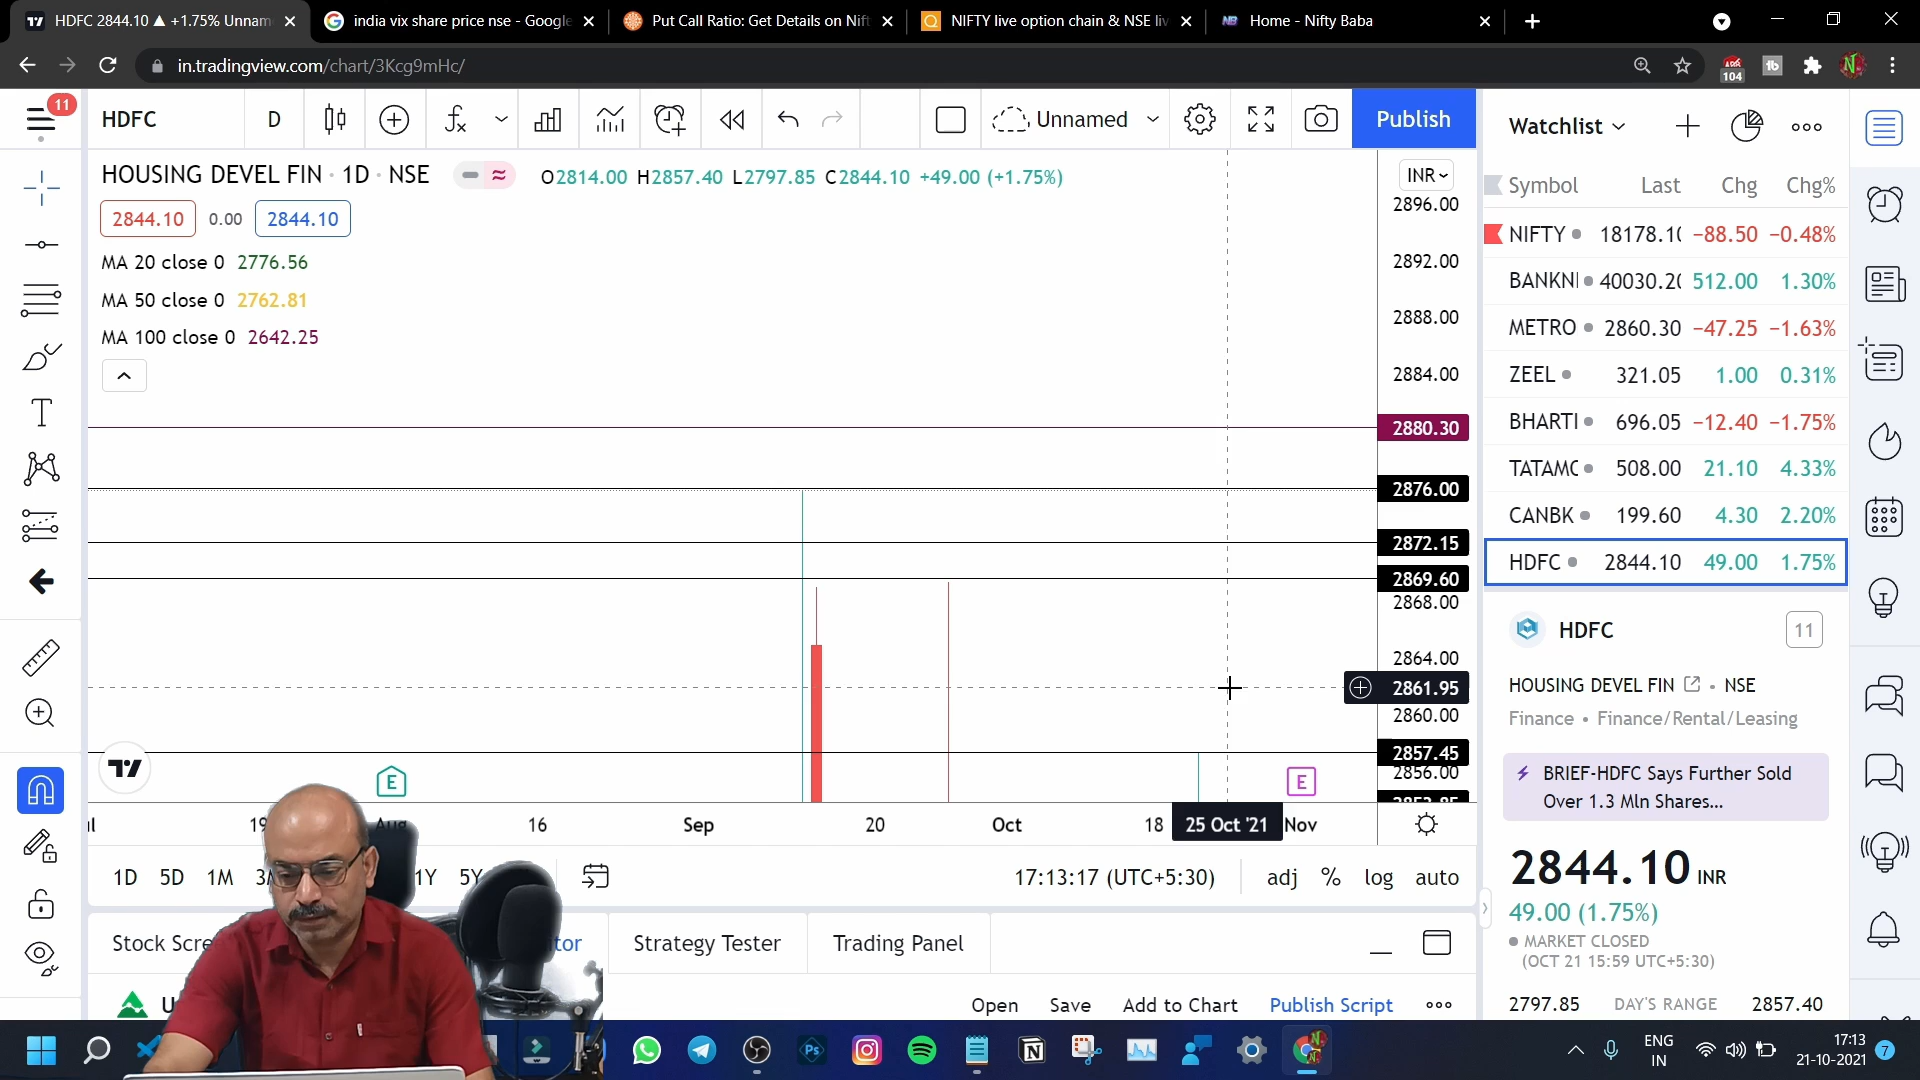 HDFC 2844.10 ▲ +1.75% Unnam
india vix share price nse - Google
Put Call Ratio: Get Details on Nift
NIFTY live option chain & NSE liv
Home - Nifty Baba
in.tradingview.com/chart/3Kcg9mHc/
104
11
HDFC
D
Unnamed
Publish
HOUSING DEVEL FIN · 1D · NSE
O2814.00 H2857.40 L2797.85 C2844.10 +49.00 (+1.75%)
2844.10 0.00 2844.10
MA 20 close 0 2776.56
MA 50 close 0 2762.81
MA 100 close 0 2642.25
INR
2896.00
2892.00
2888.00
2884.00
2880.30
2876.00
2872.15
2869.60
2868.00
2864.00
2861.95
2860.00
2857.45
2856.00
E
E
19
16
Sep
20
Oct
18
25 Oct '21
Nov
1D 5D 1M 1Y
17:13:17 (UTC+5:30)
adj % log auto
Stock Scre
tor
Strategy Tester
Trading Panel
Open Save Add to Chart Publish Script
Watchlist
Symbol Last Chg Chg%
NIFTY 18178.10 −88.50 −0.48%
BANKNI 40030.20 512.00 1.30%
METRO 2860.30 −47.25 −1.63%
ZEEL 321.05 1.00 0.31%
BHARTI 696.05 −12.40 −1.75%
TATAMO 508.00 21.10 4.33%
CANBK 199.60 4.30 2.20%
HDFC 2844.10 49.00 1.75%
HDFC
11
HOUSING DEVEL FIN • NSE
Finance • Finance/Rental/Leasing
BRIEF-HDFC Says Further Sold
Over 1.3 Mln Shares...
2844.10 INR
49.00 (1.75%)
MARKET CLOSED
(OCT 21 15:59 UTC+5:30)
2797.85 DAY'S RANGE 2857.40
ENG
IN
17:13
21-10-2021
7